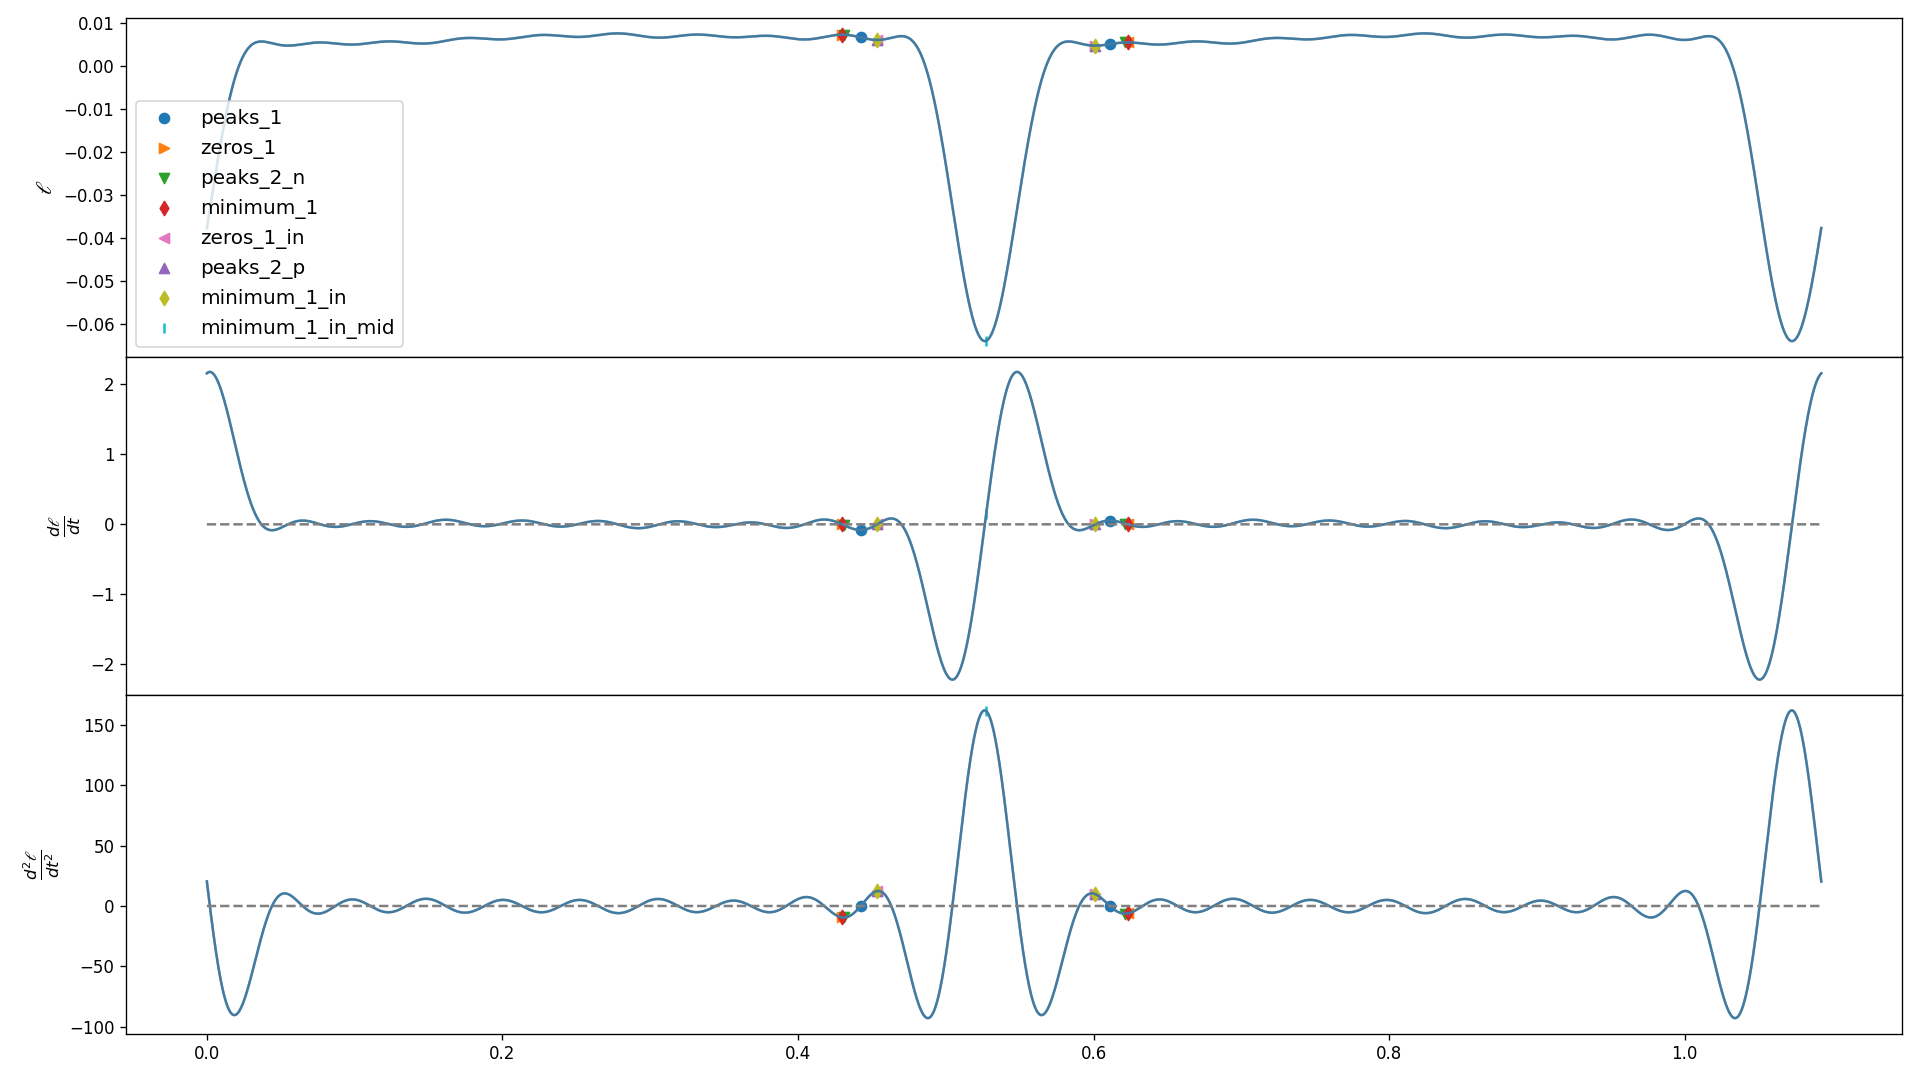 0.01
0.00
−0.01
−0.02
−0.03
−0.04
−0.05
−0.06
ℓ
peaks_1
zeros_1
peaks_2_n
minimum_1
zeros_1_in
peaks_2_p
minimum_1_in
minimum_1_in_mid
2
1
0
−1
−2
dℓ
dt
150
100
50
0
−50
−100
d²ℓ
dt²
0.0 0.2 0.4 0.6 0.8 1.0